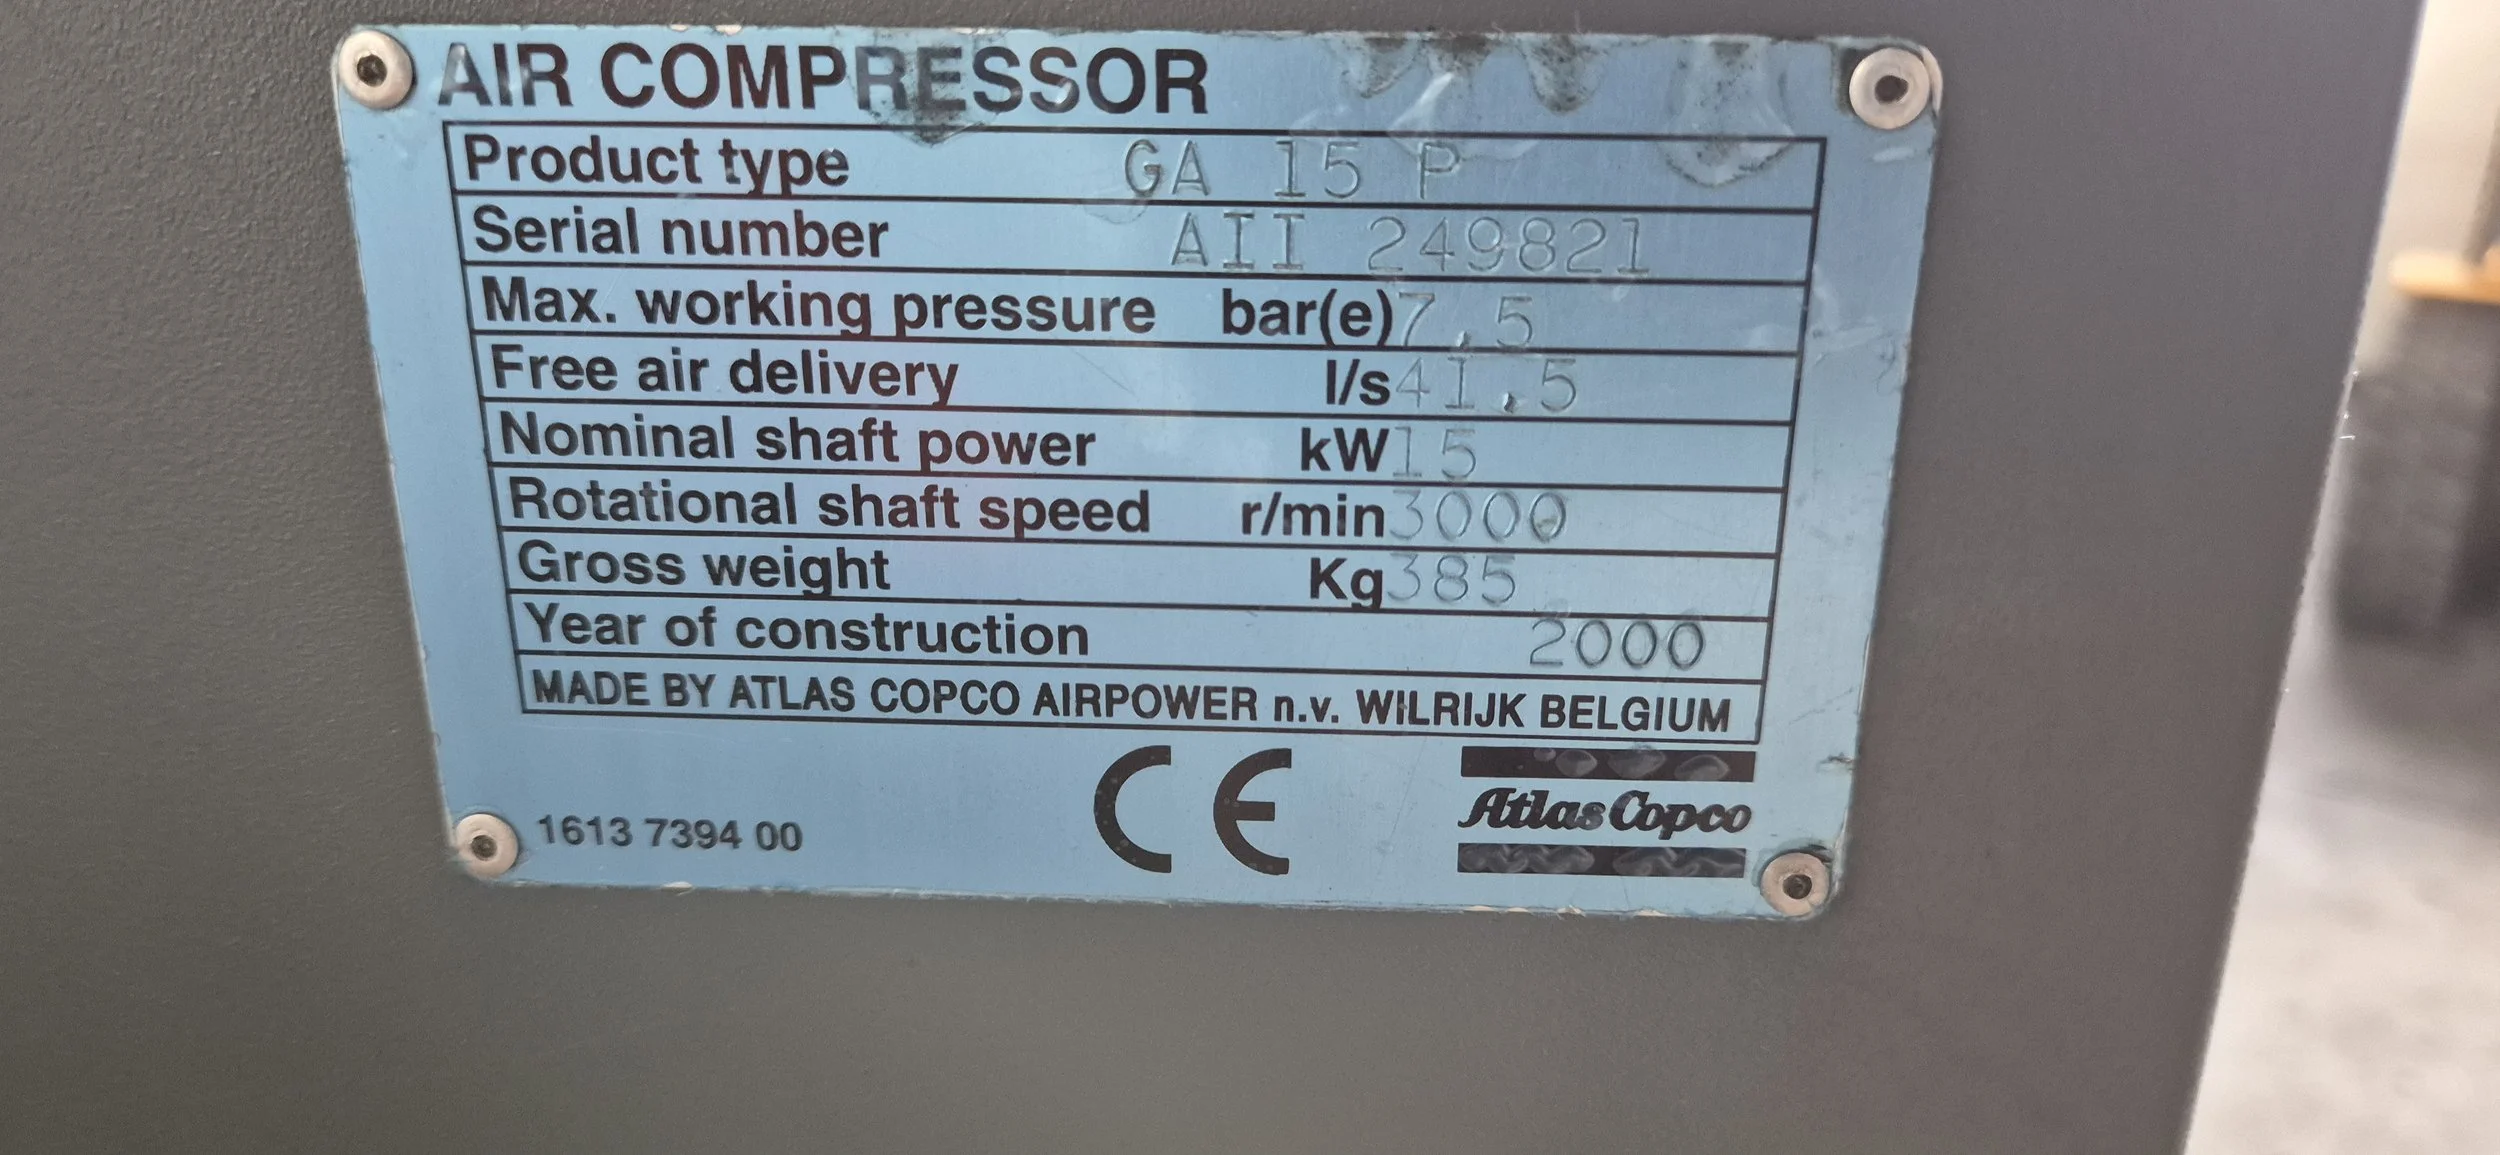 AIR COMPRESSOR
Product type GA 15 P
Serial number AII 249821
Max. working pressure bar(e) 7,5
Free air delivery l/s 41,5
Nominal shaft power kW 15
Rotational shaft speed r/min 3000
Gross weight Kg 385
Year of construction 2000
MADE BY ATLAS COPCO AIRPOWER n.v. WILRIJK BELGIUM
1613 7394 00
CE
Atlas Copco